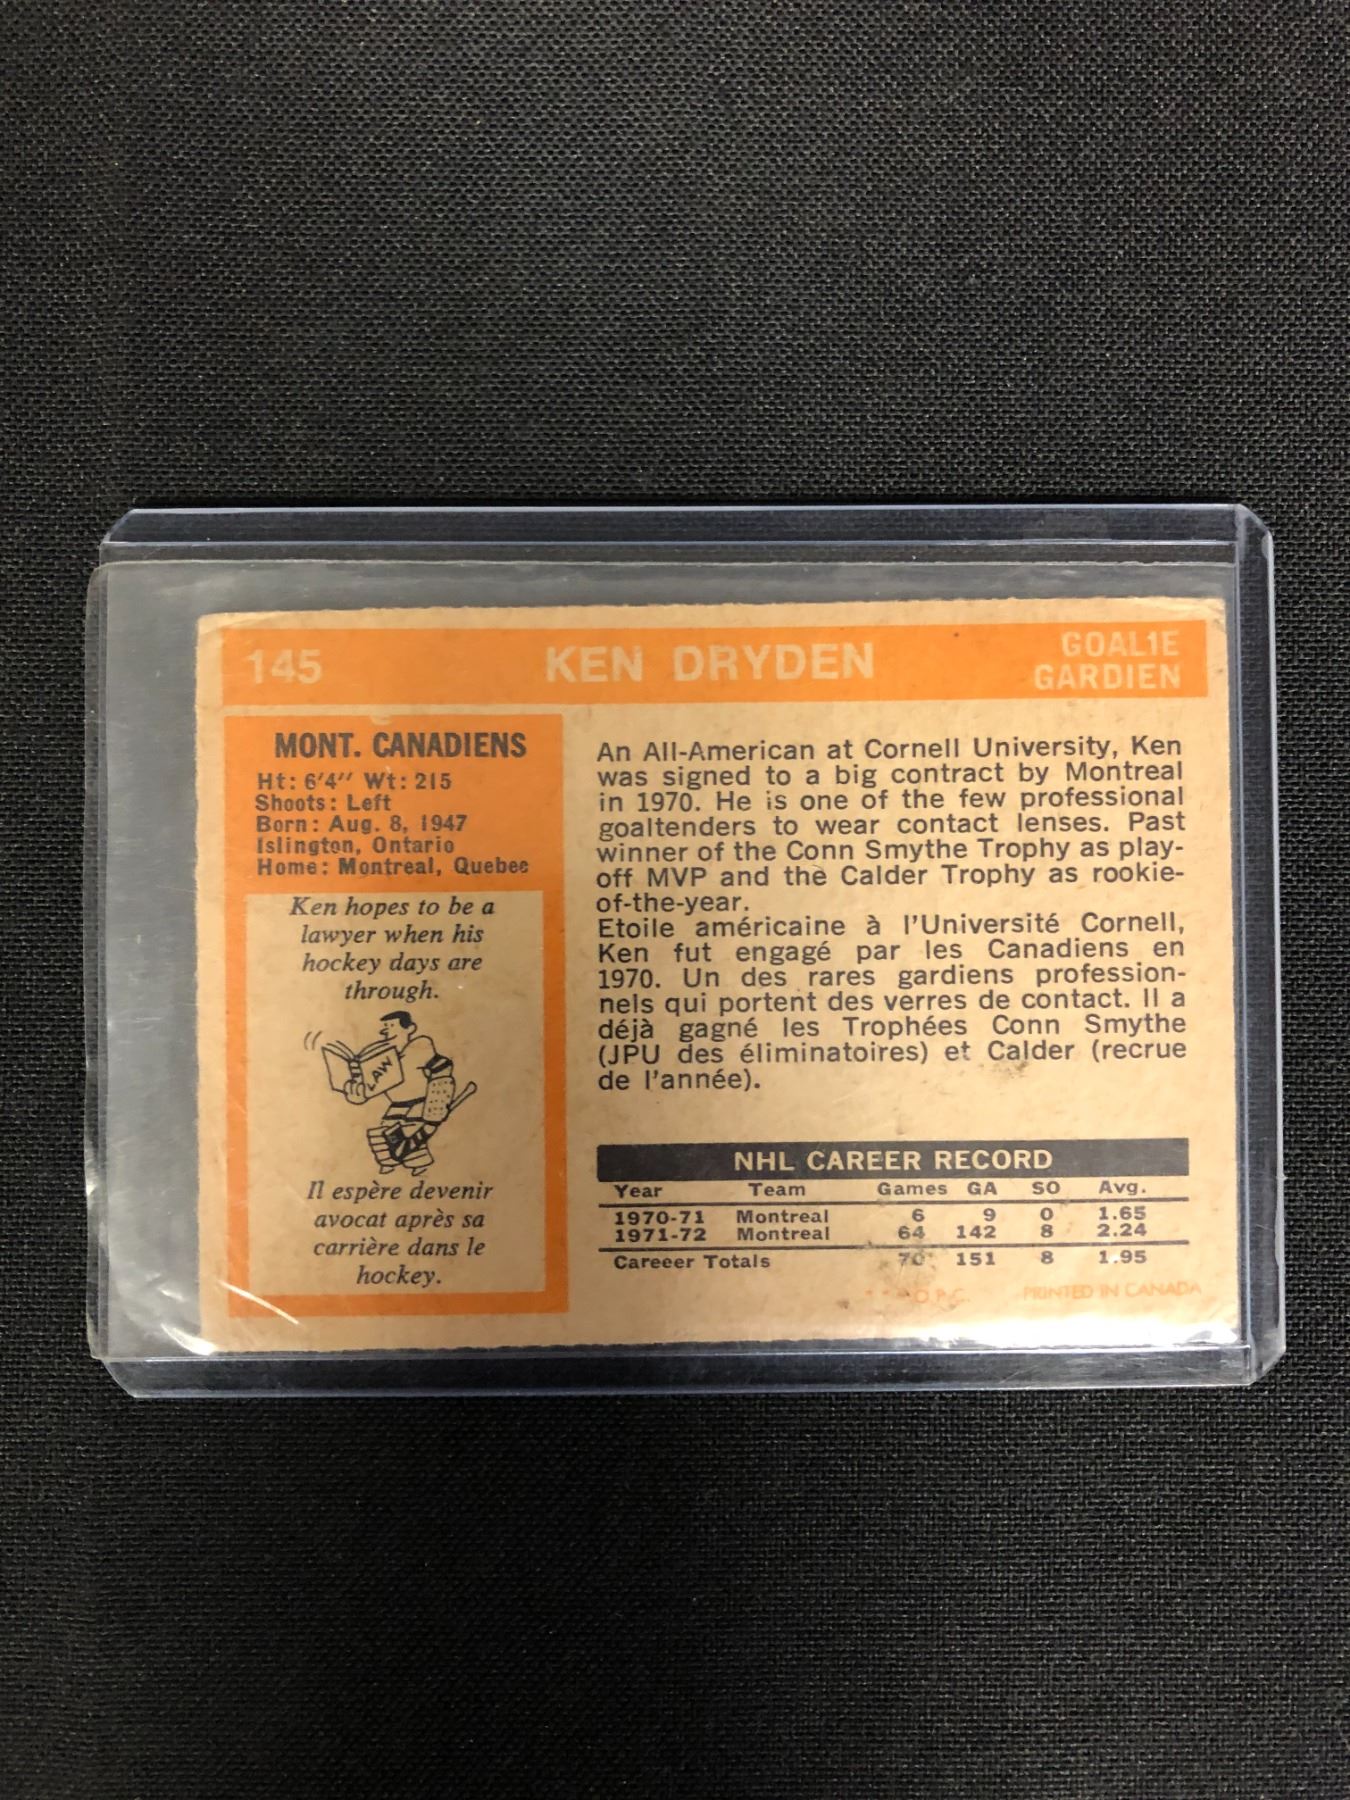 145 KEN DRYDEN GOALIE
GARDIEN
MONT. CANADIENS
Ht: 6'4'' Wt: 215
Shoots: Left
Born: Aug. 8, 1947
Islington, Ontario
Home: Montreal, Quebec
Ken hopes to be a
lawyer when his
hockey days are
through.
LAW
Il espère devenir
avocat après sa
carrière dans le
hockey.
An All-American at Cornell University, Ken
was signed to a big contract by Montreal
in 1970. He is one of the few professional
goaltenders to wear contact lenses. Past
winner of the Conn Smythe Trophy as play-
off MVP and the Calder Trophy as rookie-
of-the-year.
Etoile américaine à l'Université Cornell,
Ken fut engagé par les Canadiens en
1970. Un des rares gardiens profession-
nels qui portent des verres de contact. Il a
déjà gagné les Trophées Conn Smythe
(JPU des éliminatoires) et Calder (recrue
de l'année).
NHL CAREER RECORD
Year Team Games GA SO Avg.
1970-71 Montreal 6 9 0 1.65
1971-72 Montreal 64 142 8 2.24
Careeer Totals 70 151 8 1.95
** O.P.C. PRINTED IN CANADA